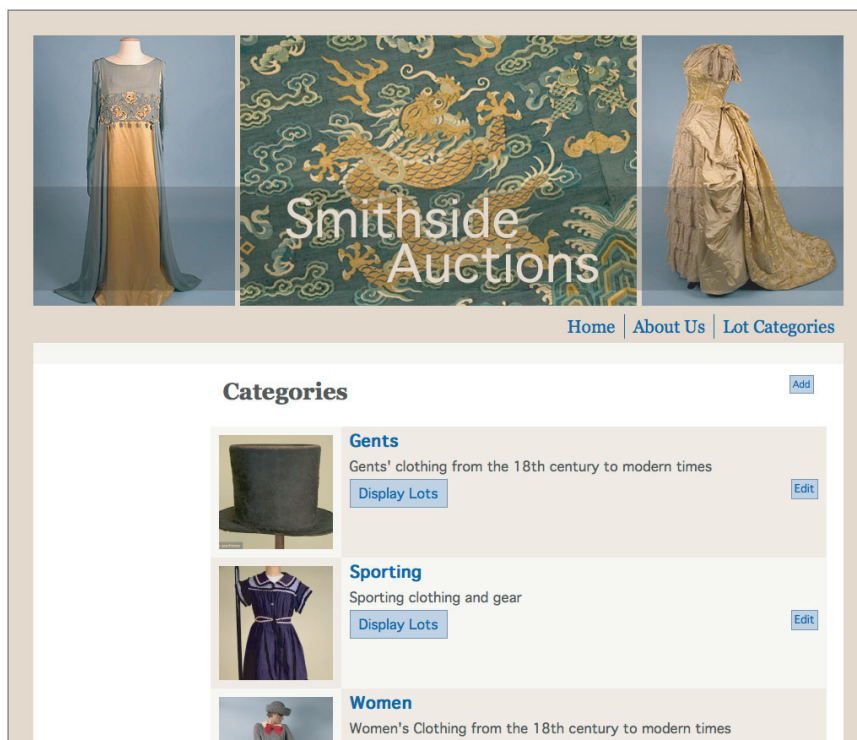 Smithside
Auctions
Home About Us Lot Categories
Categories
Add
Gents
Gents' clothing from the 18th century to modern times
Display Lots
Edit
Sporting
Sporting clothing and gear
Display Lots
Edit
Women
Women's Clothing from the 18th century to modern times